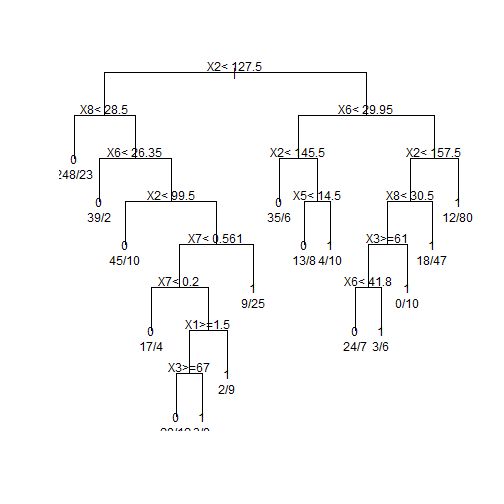 X2< 127.5
X8< 28.5
X6< 29.95
0
248/23
X6< 26.35
X2< 145.5
X2< 157.5
0
39/2
X2< 99.5
0
35/6
X5< 14.5
X8< 30.5
1
12/80
0
45/10
X7< 0.561
0
13/8
1
4/10
X3>=61
1
18/47
X7< 0.2
1
9/25
X6< 41.8
1
0/10
0
17/4
X1>=1.5
0
24/7
1
3/6
X3>=67
1
2/9
0
1